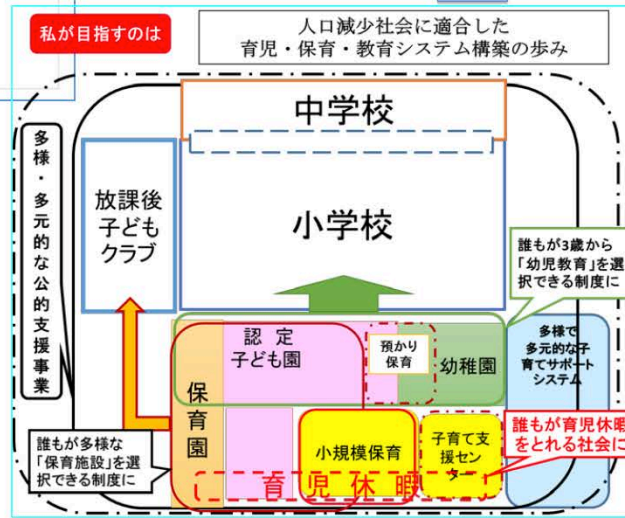 私が目指すのは
人口減少社会に適合した
育児・保育・教育システム構築の歩み
中学校
多様・多元的な公的支援事業
放課後
子ども
クラブ
小学校
誰もが3歳から
「幼児教育」を選
択できる制度に
認 定
子ども園
預かり
保育
幼稚園
多様で
多元的な子
育てサポート
システム
保育園
誰もが多様な
「保育施設」を選
択できる制度に
小規模保育
子育て支
援セン
ター
誰もが育児休暇
をとれる社会に
育 児 休 暇